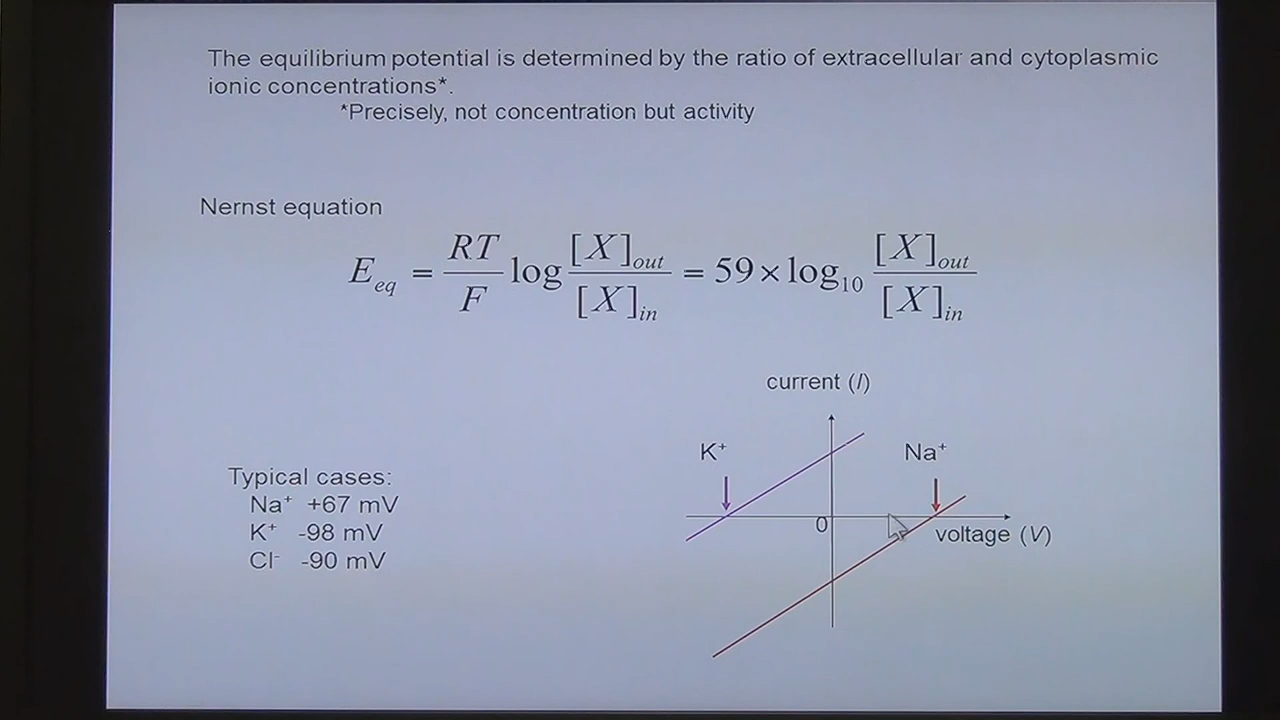 The equilibrium potential is determined by the ratio of extracellular and cytoplasmic
ionic concentrations*.
*Precisely, not concentration but activity
Nernst equation
E_eq = RT/F log [X]_out/[X]_in = 59 × log_10 [X]_out/[X]_in
current (I)
K⁺
Na⁺
0
voltage (V)
Typical cases:
Na⁺ +67 mV
K⁺ -98 mV
Cl⁻ -90 mV